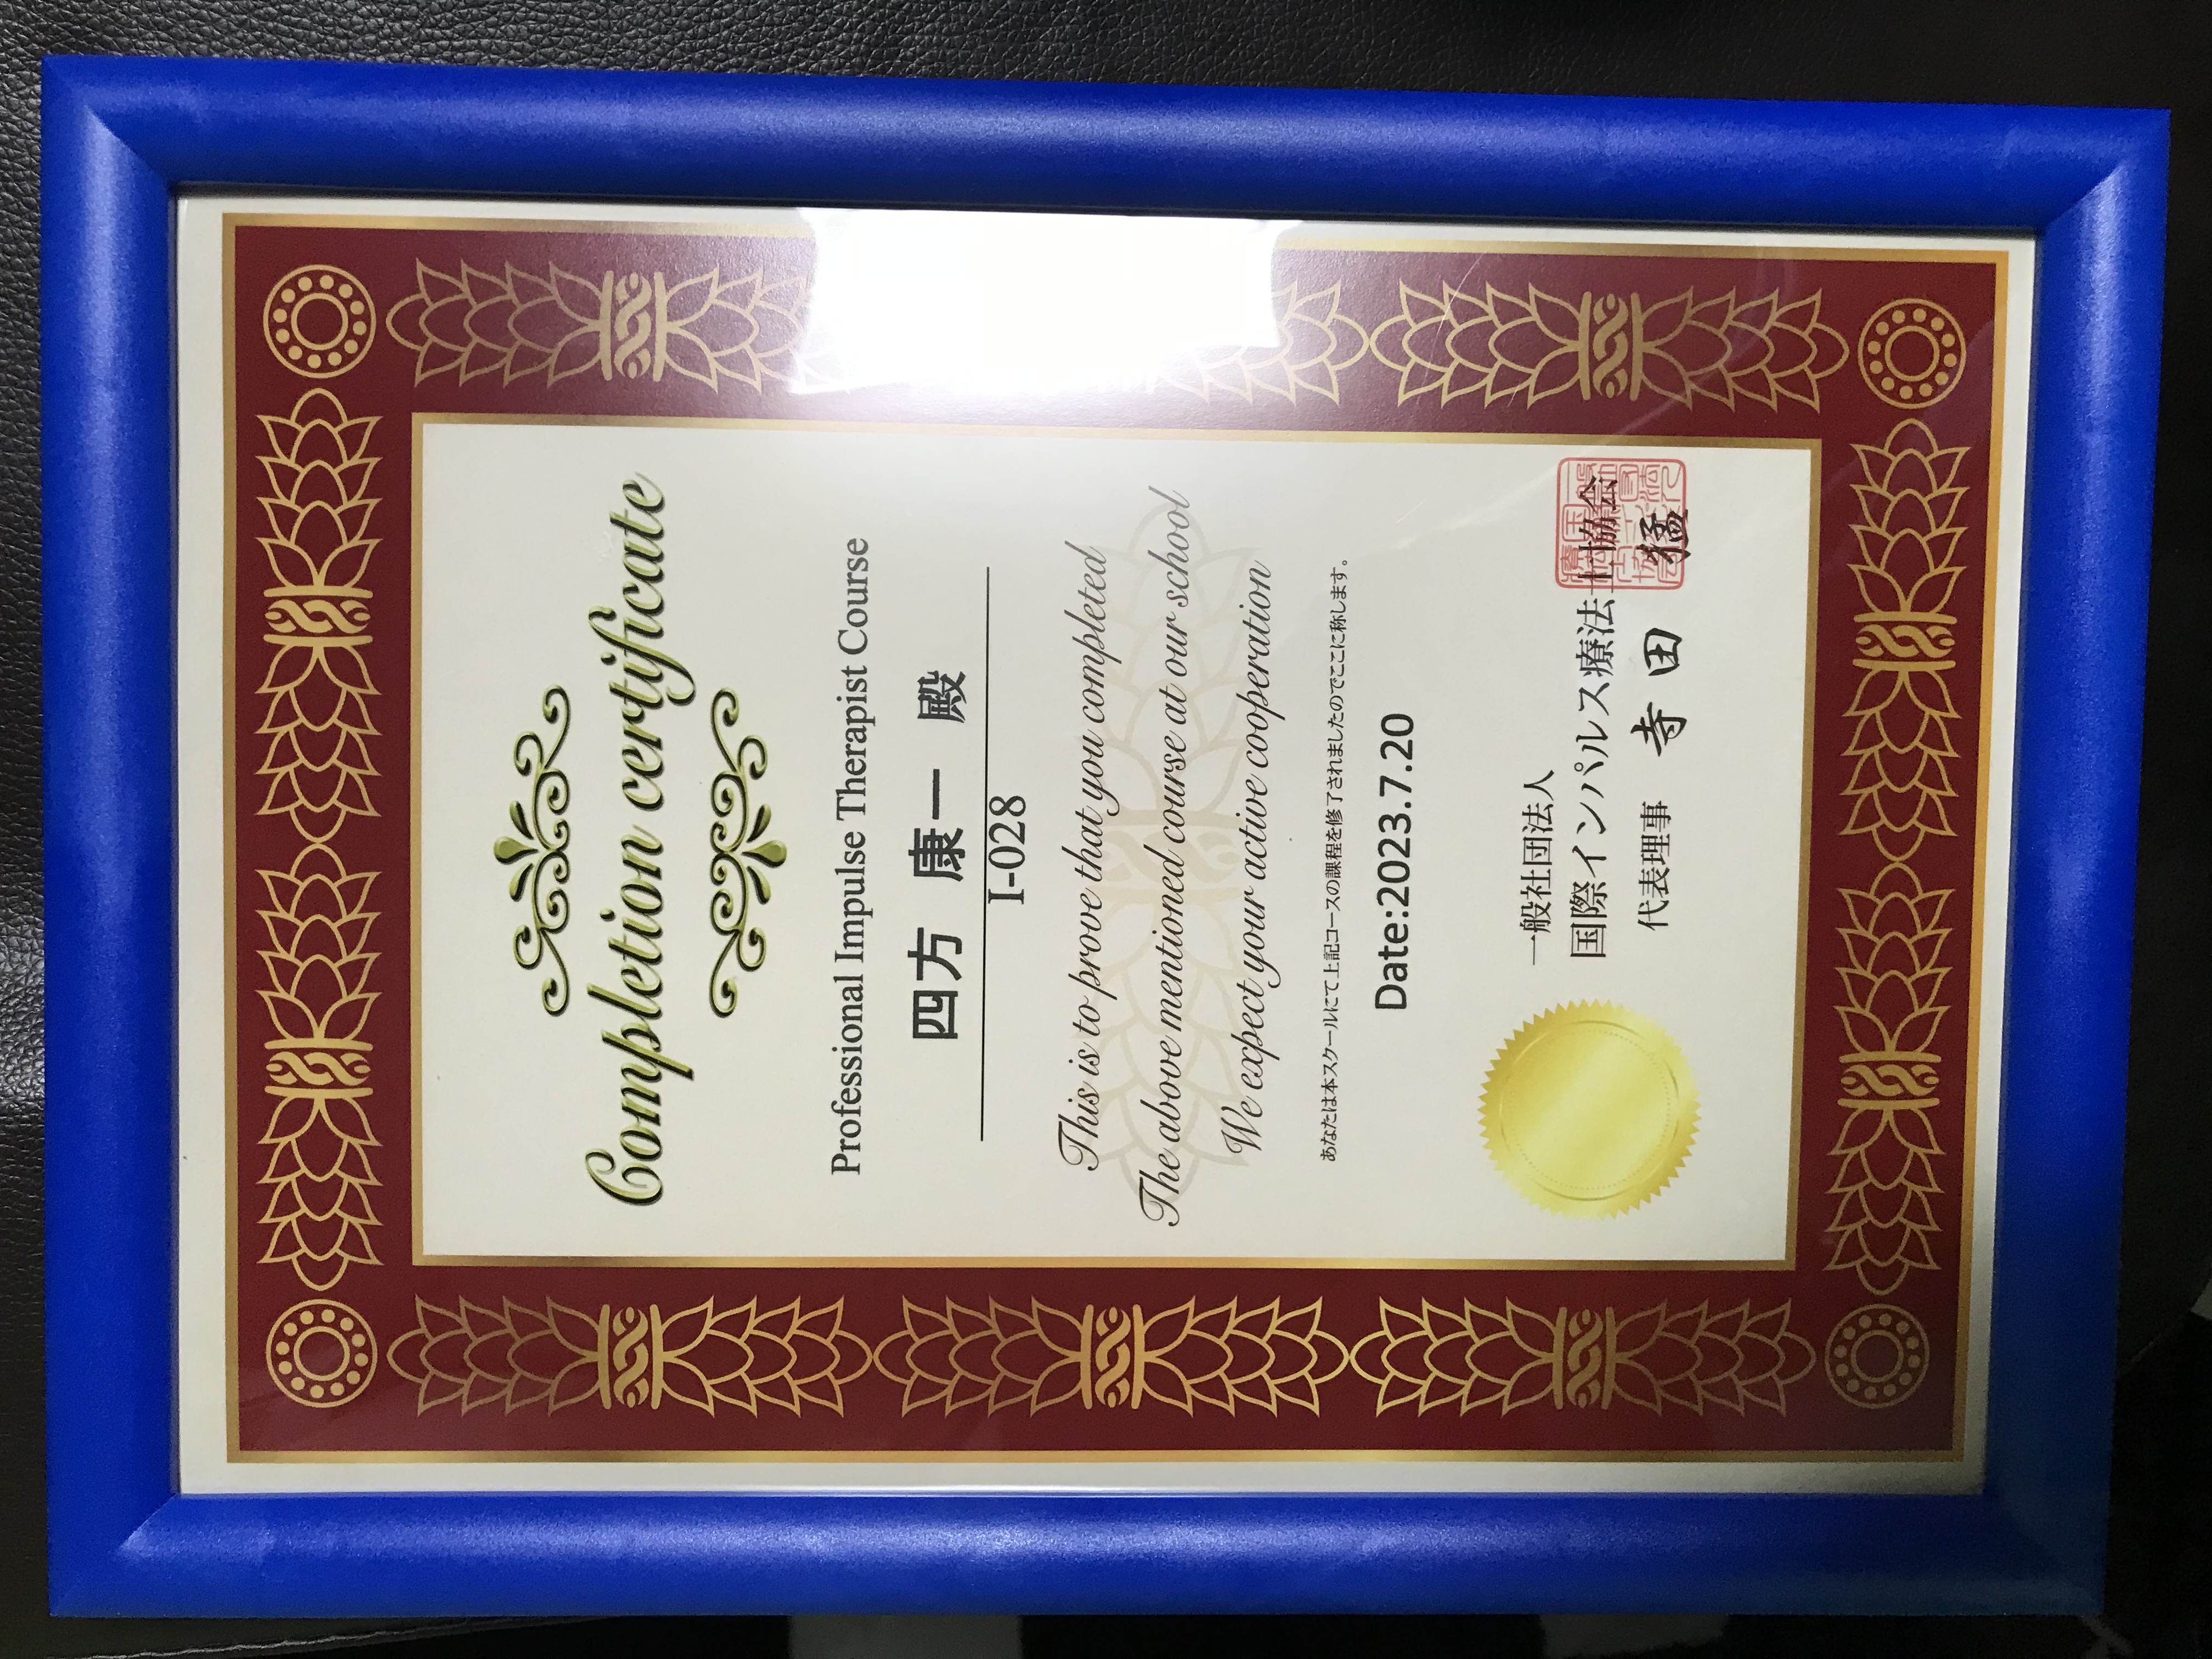 Completion certificate
Professional Impulse Therapist Course
四方 康一 殿
I-028
This is to prove that you completed
The above mentioned course at our school
We expect your active cooperation
あなたは本スクールにて上記コースの課程を修了されましたのでここに称します。
Date:2023.7.20
一般社団法人
国際インパルス療法士協会
代表理事 寺田 猛